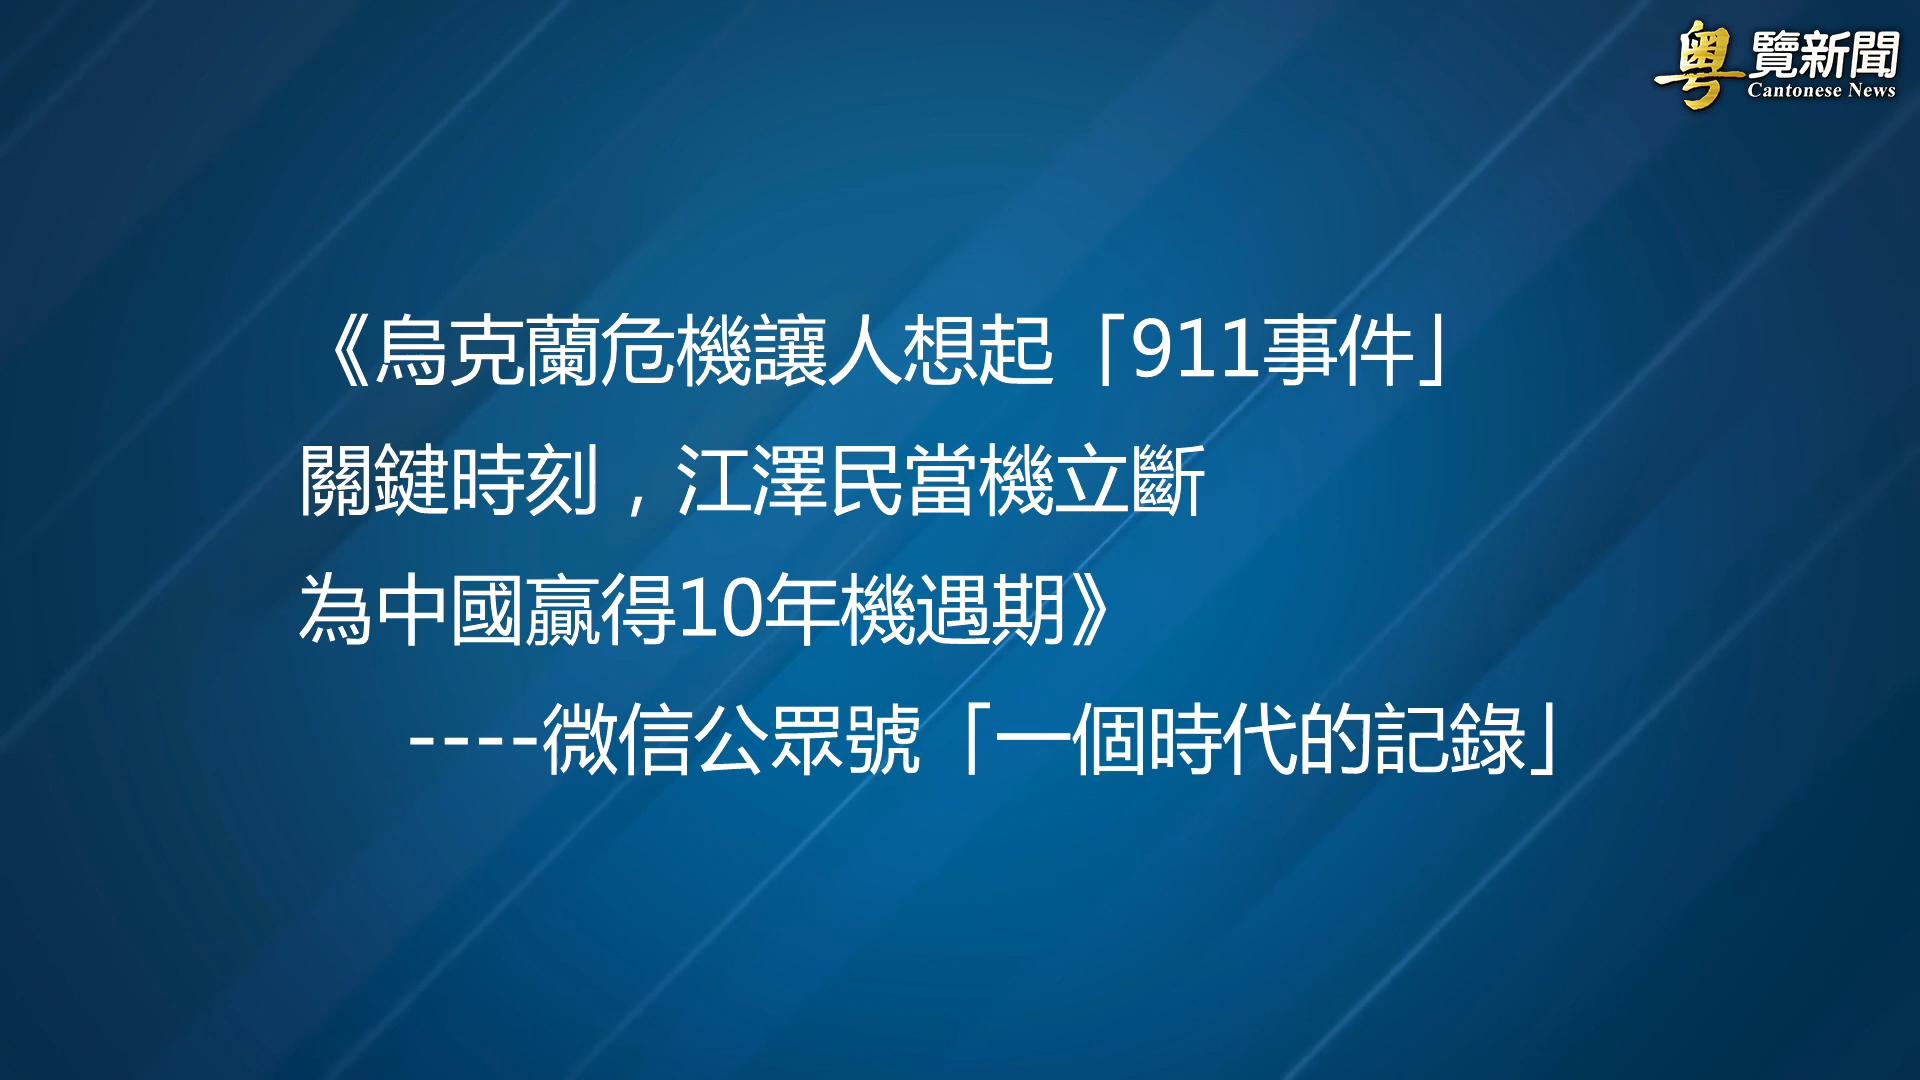 粤覽新聞
Cantonese News
《烏克蘭危機讓人想起「911事件」
關鍵時刻，江澤民當機立斷
為中國贏得10年機遇期》
----微信公眾號「一個時代的記錄」